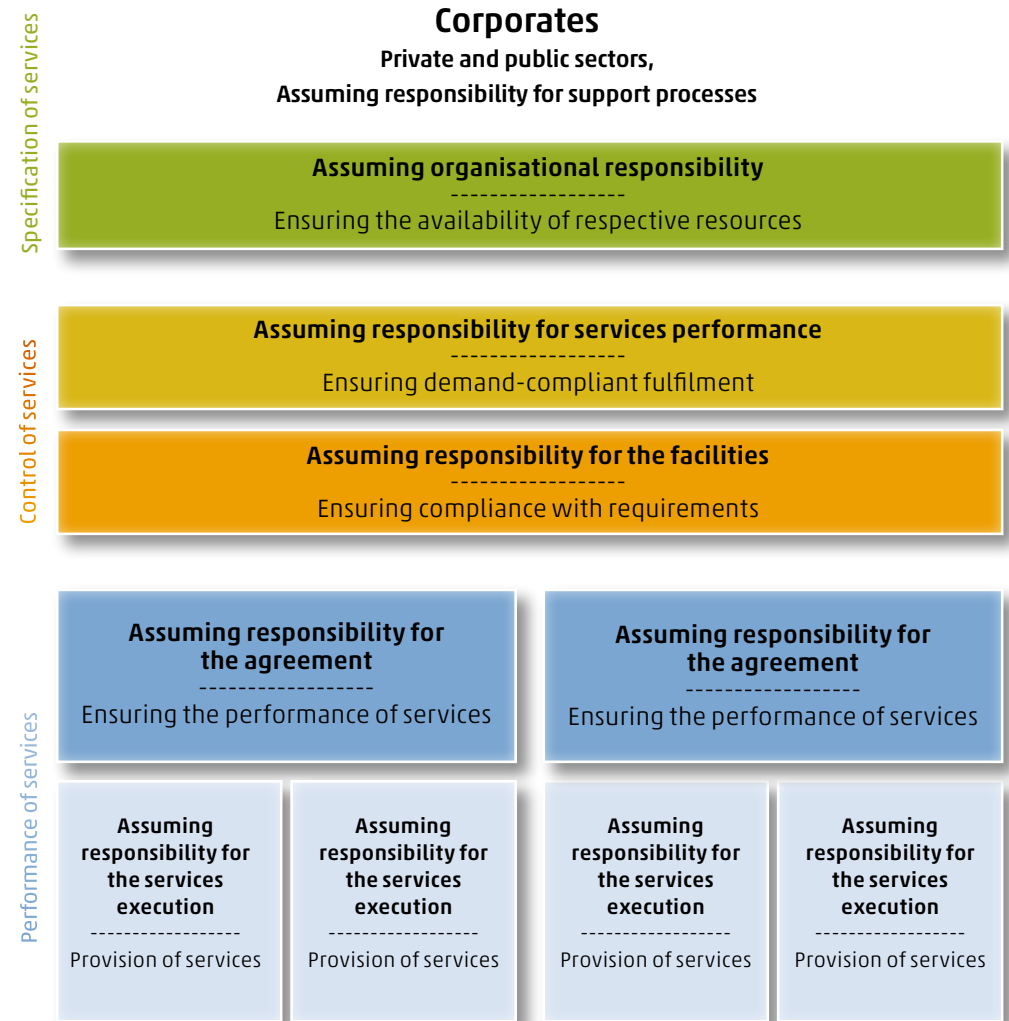 Corporates
Private and public sectors,
Assuming responsibility for support processes
Specification of services
Assuming organisational responsibility
------------------
Ensuring the availability of respective resources
Control of services
Assuming responsibility for services performance
------------------
Ensuring demand-compliant fulfilment
Assuming responsibility for the facilities
------------------
Ensuring compliance with requirements
Performance of services
Assuming responsibility for
the agreement
------------------
Ensuring the performance of services
Assuming responsibility for
the agreement
------------------
Ensuring the performance of services
Assuming
responsibility for
the services
execution
------------------
Provision of services
Assuming
responsibility for
the services
execution
------------------
Provision of services
Assuming
responsibility for
the services
execution
------------------
Provision of services
Assuming
responsibility for
the services
execution
------------------
Provision of services